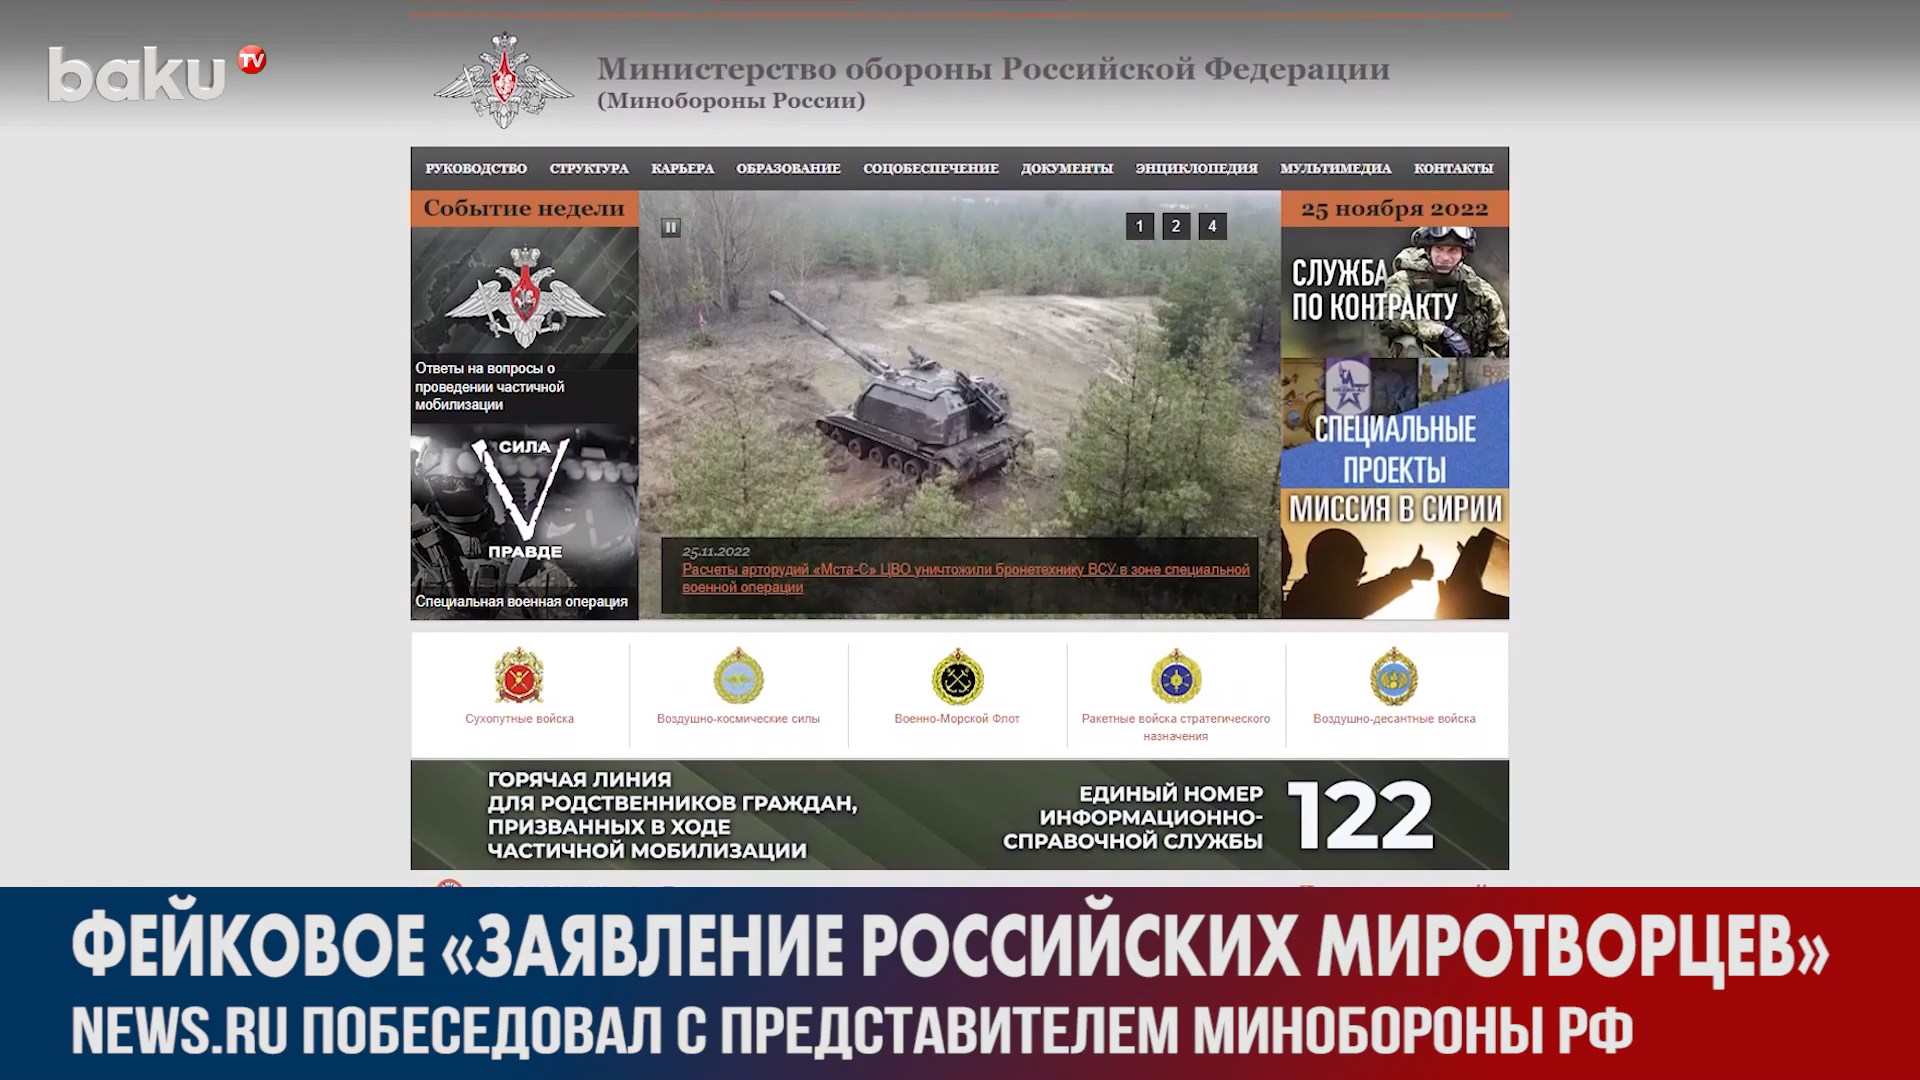 baku TV
Министерство обороны Российской Федерации
(Минобороны России)
РУКОВОДСТВО СТРУКТУРА КАРЬЕРА ОБРАЗОВАНИЕ СОЦОБЕСПЕЧЕНИЕ ДОКУМЕНТЫ ЭНЦИКЛОПЕДИЯ МУЛЬТИМЕДИА КОНТАКТЫ
Событие недели
25 ноября 2022
1 2 4
СЛУЖБА
ПО КОНТРАКТУ
Ответы на вопросы о
проведении частичной
мобилизации
СПЕЦИАЛЬНЫЕ
ПРОЕКТЫ
СИЛА
V
ПРАВДЕ
МИССИЯ В СИРИИ
25.11.2022
Расчеты арторудий «Мста-С» ЦВО уничтожили бронетехнику ВСУ в зоне специальной
военной операции
Специальная военная операция
Сухопутные войска
Воздушно-космические силы
Военно-Морской Флот
Ракетные войска стратегического
назначения
Воздушно-десантные войска
ГОРЯЧАЯ ЛИНИЯ
ДЛЯ РОДСТВЕННИКОВ ГРАЖДАН,
ПРИЗВАННЫХ В ХОДЕ
ЧАСТИЧНОЙ МОБИЛИЗАЦИИ
ЕДИНЫЙ НОМЕР
ИНФОРМАЦИОННО-
СПРАВОЧНОЙ СЛУЖБЫ
122
ФЕЙКОВОЕ «ЗАЯВЛЕНИЕ РОССИЙСКИХ МИРОТВОРЦЕВ»
NEWS.RU ПОБЕСЕДОВАЛ С ПРЕДСТАВИТЕЛЕМ МИНОБОРОНЫ РФ